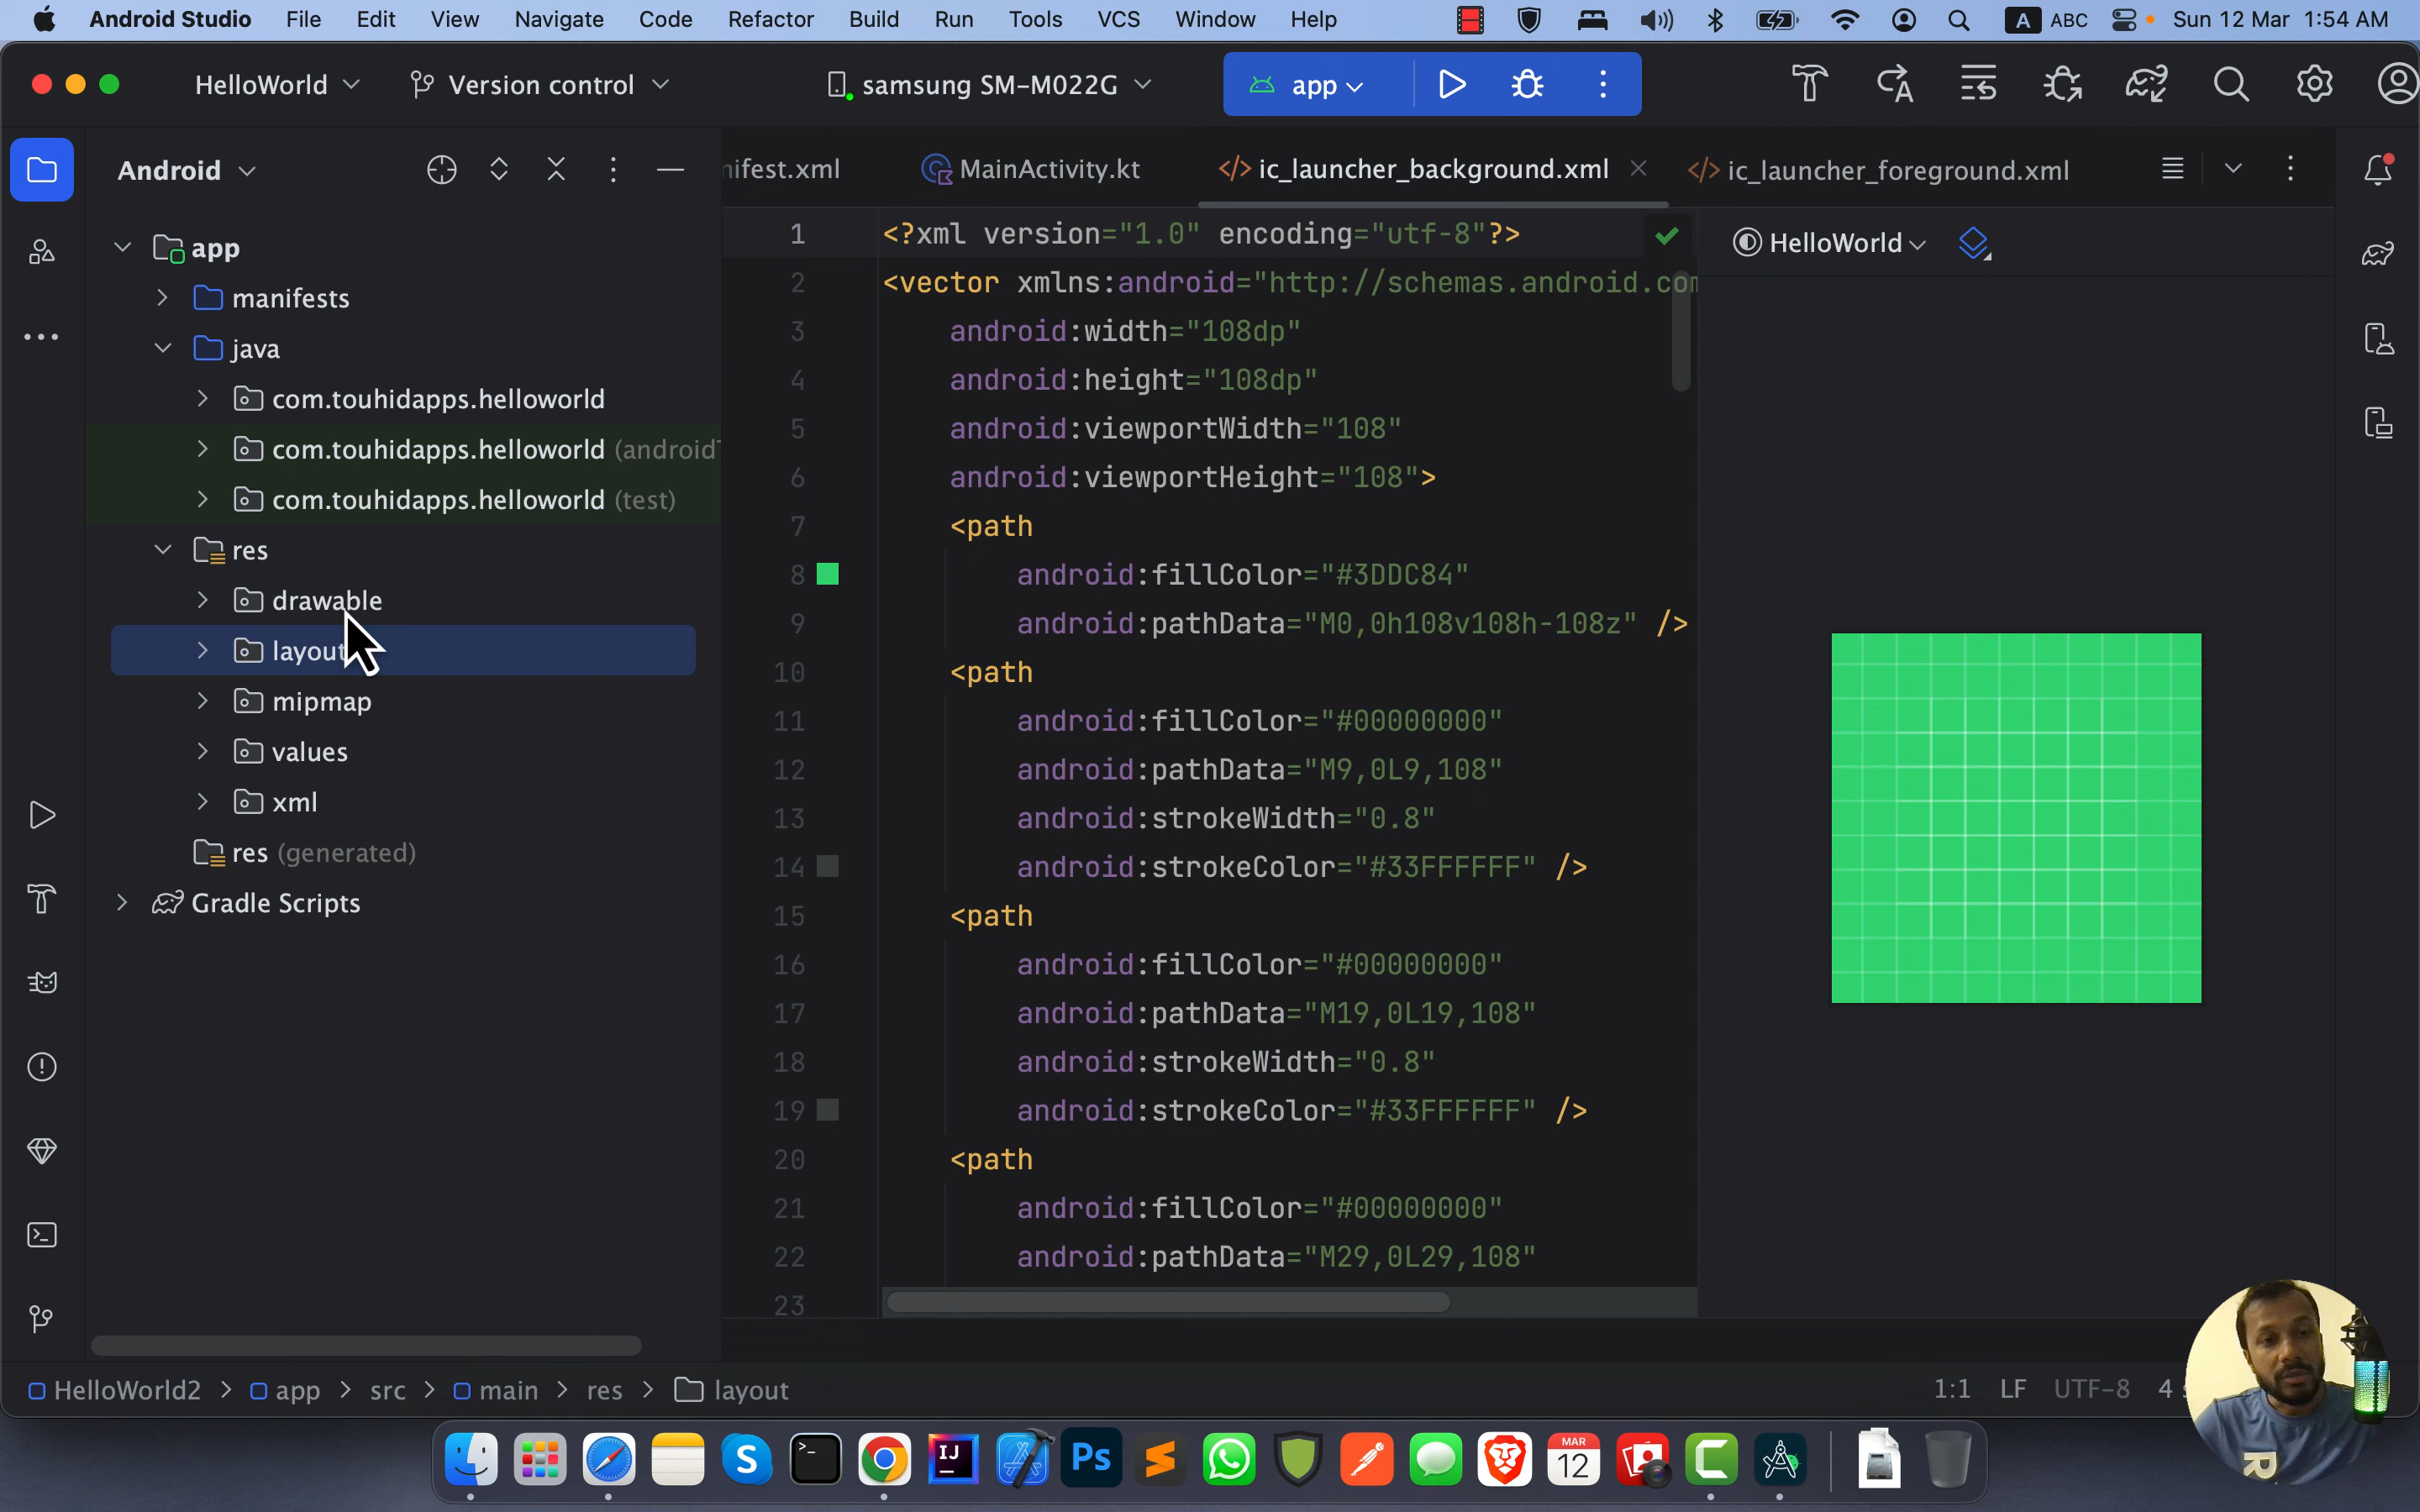 Android Studio File Edit View Navigate Code Refactor Build Run Tools VCS Window Help A ABC Sun 12 Mar 1:54 AM
HelloWorld Version control samsung SM-M022G app
Android
nifest.xml MainActivity.kt ic_launcher_background.xml ic_launcher_foreground.xml
HelloWorld
app
manifests
java
com.touhidapps.helloworld
com.touhidapps.helloworld (androidT
com.touhidapps.helloworld (test)
res
drawable
layout
mipmap
values
xml
res (generated)
Gradle Scripts
1 <?xml version="1.0" encoding="utf-8"?>
2 <vector xmlns:android="http://schemas.android.com
3 android:width="108dp"
4 android:height="108dp"
5 android:viewportWidth="108"
6 android:viewportHeight="108">
7 <path
8 android:fillColor="#3DDC84"
9 android:pathData="M0,0h108v108h-108z" />
10 <path
11 android:fillColor="#00000000"
12 android:pathData="M9,0L9,108"
13 android:strokeWidth="0.8"
14 android:strokeColor="#33FFFFFF" />
15 <path
16 android:fillColor="#00000000"
17 android:pathData="M19,0L19,108"
18 android:strokeWidth="0.8"
19 android:strokeColor="#33FFFFFF" />
20 <path
21 android:fillColor="#00000000"
22 android:pathData="M29,0L29,108"
23
HelloWorld2 > app > src > main > res > layout
1:1 LF UTF-8 4 s
S >_ IJ Ps MAR 12 C
R